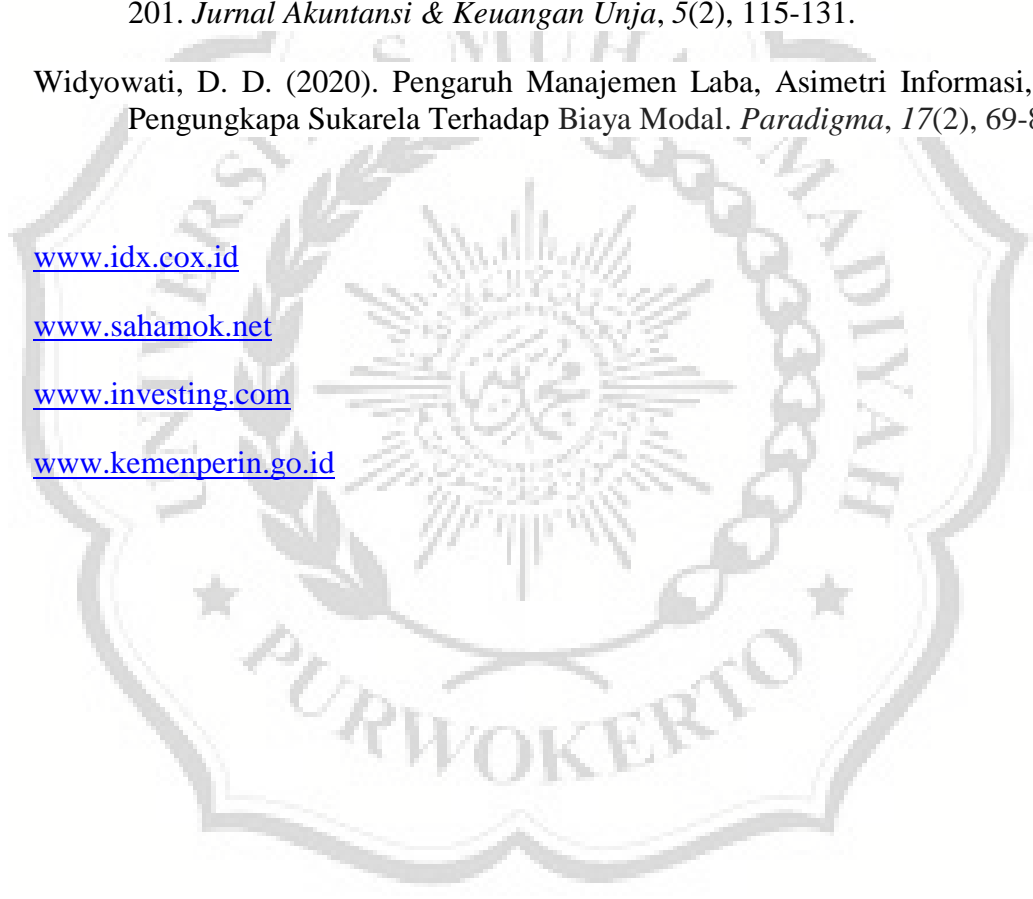 201. Jurnal Akuntansi & Keuangan Unja, 5(2), 115-131.
Widyowati, D. D. (2020). Pengaruh Manajemen Laba, Asimetri Informasi,
Pengungkapa Sukarela Terhadap Biaya Modal. Paradigma, 17(2), 69-8
www.idx.cox.id
www.sahamok.net
www.investing.com
www.kemenperin.go.id
UNIVERSITAS MUHAMMADIYAH
PURWOKERTO